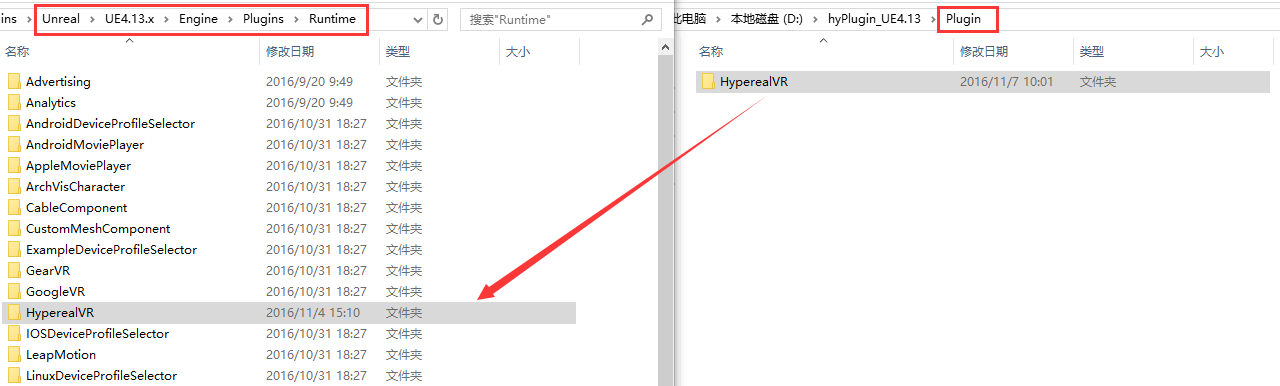 ins > Unreal > UE4.13.x > Engine > Plugins > Runtime
搜索"Runtime"
名称 修改日期 类型 大小
Advertising 2016/9/20 9:49 文件夹
Analytics 2016/9/20 9:49 文件夹
AndroidDeviceProfileSelector 2016/10/31 18:27 文件夹
AndroidMoviePlayer 2016/10/31 18:27 文件夹
AppleMoviePlayer 2016/10/31 18:27 文件夹
ArchVisCharacter 2016/10/31 18:27 文件夹
CableComponent 2016/10/31 18:27 文件夹
CustomMeshComponent 2016/10/31 18:27 文件夹
ExampleDeviceProfileSelector 2016/10/31 18:27 文件夹
GearVR 2016/10/31 18:27 文件夹
GoogleVR 2016/10/31 18:27 文件夹
HyperealVR 2016/11/4 15:10 文件夹
IOSDeviceProfileSelector 2016/10/31 18:27 文件夹
LeapMotion 2016/10/31 18:27 文件夹
LinuxDeviceProfileSelector 2016/10/31 18:27 文件夹
此电脑 > 本地磁盘 (D:) > hyPlugin_UE4.13 > Plugin
名称 修改日期 类型 大小
HyperealVR 2016/11/7 10:01 文件夹